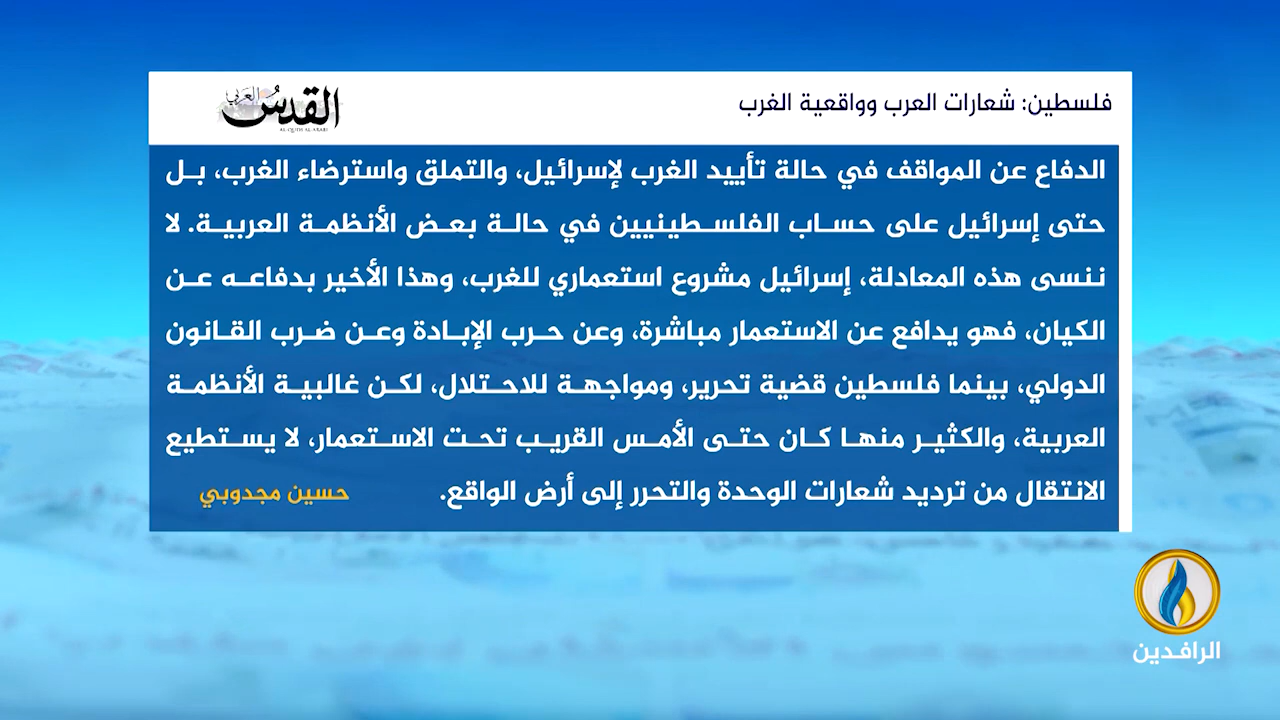 فلسطين: شعارات العرب وواقعية الغرب
القدس العربي
AL-QUDS AL-ARABI
الدفاع عن المواقف في حالة تأييد الغرب لإسرائيل، والتملق واسترضاء الغرب، بـل
حتى إسرائيل على حساب الفلسطينيين في حالة بعض الأنظمة العربية. لا
ننسى هذه المعادلة، إسرائيل مشروع استعماري للغرب، وهذا الأخير بدفاعه عن
الكيان، فهو يدافع عن الاستعمار مباشرة، وعن حرب الإبادة وعن ضرب القانون
الدولي، بينما فلسطين قضية تحرير، ومواجهة للاحتلال، لكن غالبية الأنظمة
العربية، والكثير منها كان حتى الأمس القريب تحت الاستعمار، لا يستطيع
الانتقال من ترديد شعارات الوحدة والتحرر إلى أرض الواقع.
حسين مجدوبي
الرافدين